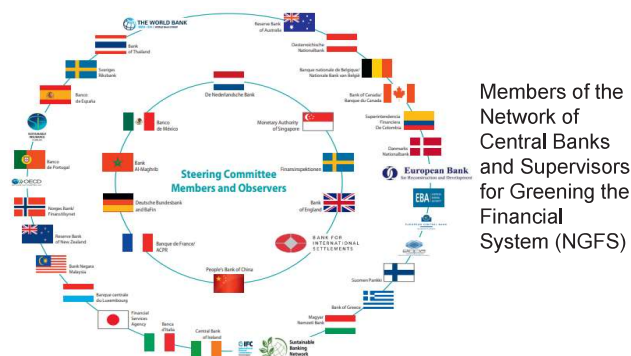 THE WORLD BANK
Reserve Bank
of Australia
Oesterreichische
Nationalbank
Banque nationale de Belgique/
Nationale Bank van België
Bank of Canada/
Banque du Canada
Superintendencia
Financiera
De Colombia
Danmarks
Nationalbank
European Bank
for Reconstruction and Development
EBA
Suomen Pankki
Bank of Greece
Magyar
Nemzeti Bank
Sustainable
Banking
Network
IFC
Central Bank
of Ireland
Banca
d'Italia
Financial
Services
Agency
Banque centrale
du Luxembourg
Bank Negara
Malaysia
Reserve Bank
of New Zealand
Norges Bank/
Finanstilsynet
OECD
Banco
de Portugal
Banco
de España
Sveriges
Riksbank
Bank
of Thailand
De Nederlandsche Bank
Monetary Authority
of Singapore
Finansinspektionen
Bank
of England
BANK FOR
INTERNATIONAL
SETTLEMENTS
People's Bank of China
Banque de France/
ACPR
Deutsche Bundesbank
and BaFin
Bank
Al-Maghrib
Banco
de México
Steering Committee
Members and Observers
Members of the
Network of
Central Banks
and Supervisors
for Greening the
Financial
System (NGFS)